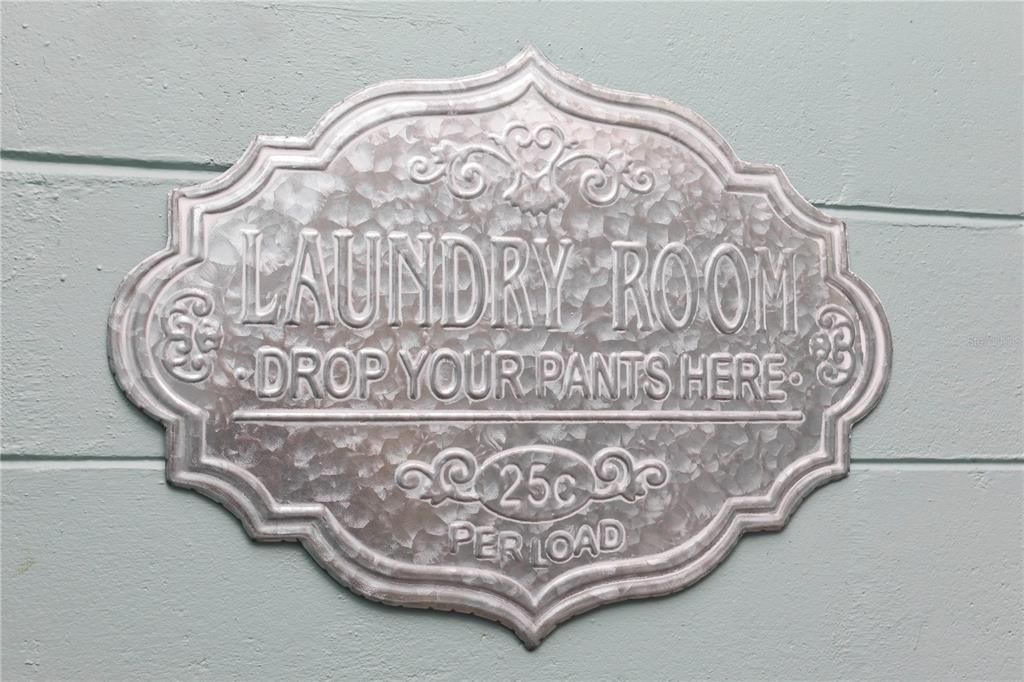 LAUNDRY ROOM
·DROP YOUR PANTS HERE·
25¢
PER LOAD